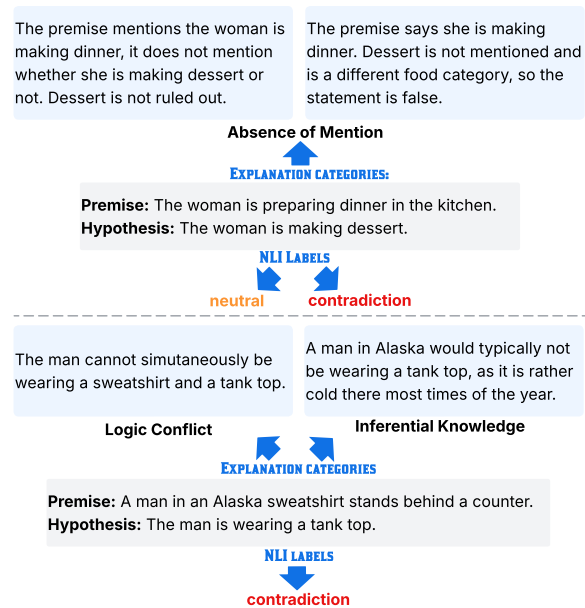 The premise mentions the woman is
making dinner, it does not mention
whether she is making dessert or
not. Dessert is not ruled out.
The premise says she is making
dinner. Dessert is not mentioned and
is a different food category, so the
statement is false.
Absence of Mention
Explanation categories:
Premise: The woman is preparing dinner in the kitchen.
Hypothesis: The woman is making dessert.
NLI Labels
neutral
contradiction
The man cannot simutaneously be
wearing a sweatshirt and a tank top.
A man in Alaska would typically not
be wearing a tank top, as it is rather
cold there most times of the year.
Logic Conflict
Inferential Knowledge
Explanation categories
Premise: A man in an Alaska sweatshirt stands behind a counter.
Hypothesis: The man is wearing a tank top.
NLI Labels
contradiction